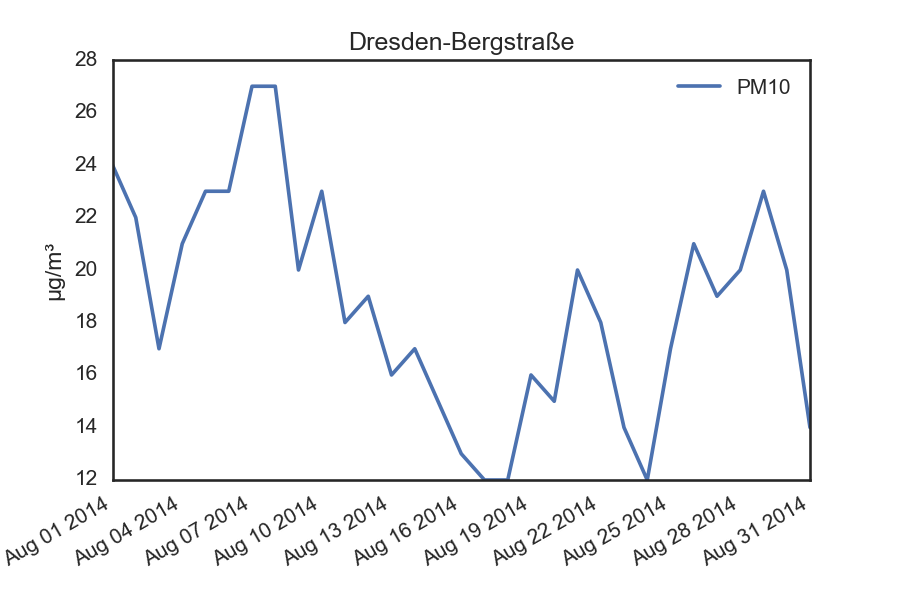 Dresden-Bergstraße
28
26
24
22
20
18
16
14
12
µg/m³
PM10
Aug 01 2014
Aug 04 2014
Aug 07 2014
Aug 10 2014
Aug 13 2014
Aug 16 2014
Aug 19 2014
Aug 22 2014
Aug 25 2014
Aug 28 2014
Aug 31 2014